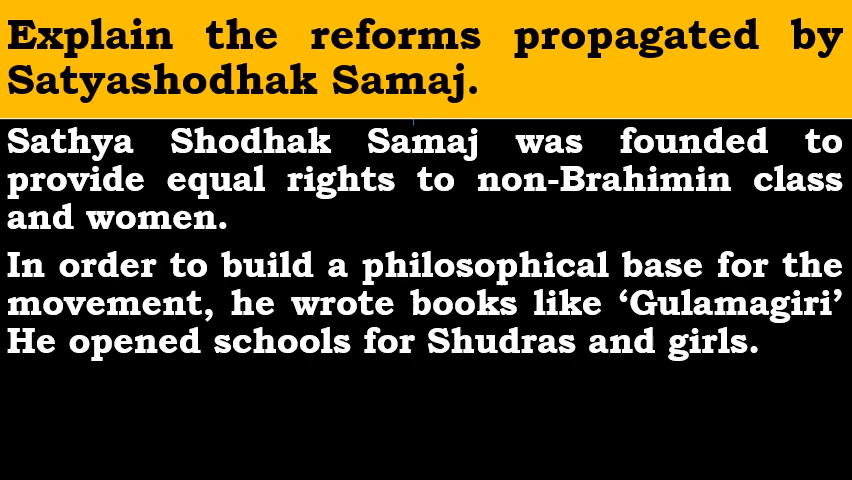 Explain the reforms propagated by
Satyashodhak Samaj.
Sathya Shodhak Samaj was founded to
provide equal rights to non-Brahimin class
and women.
In order to build a philosophical base for the
movement, he wrote books like ‘Gulamagiri’
He opened schools for Shudras and girls.